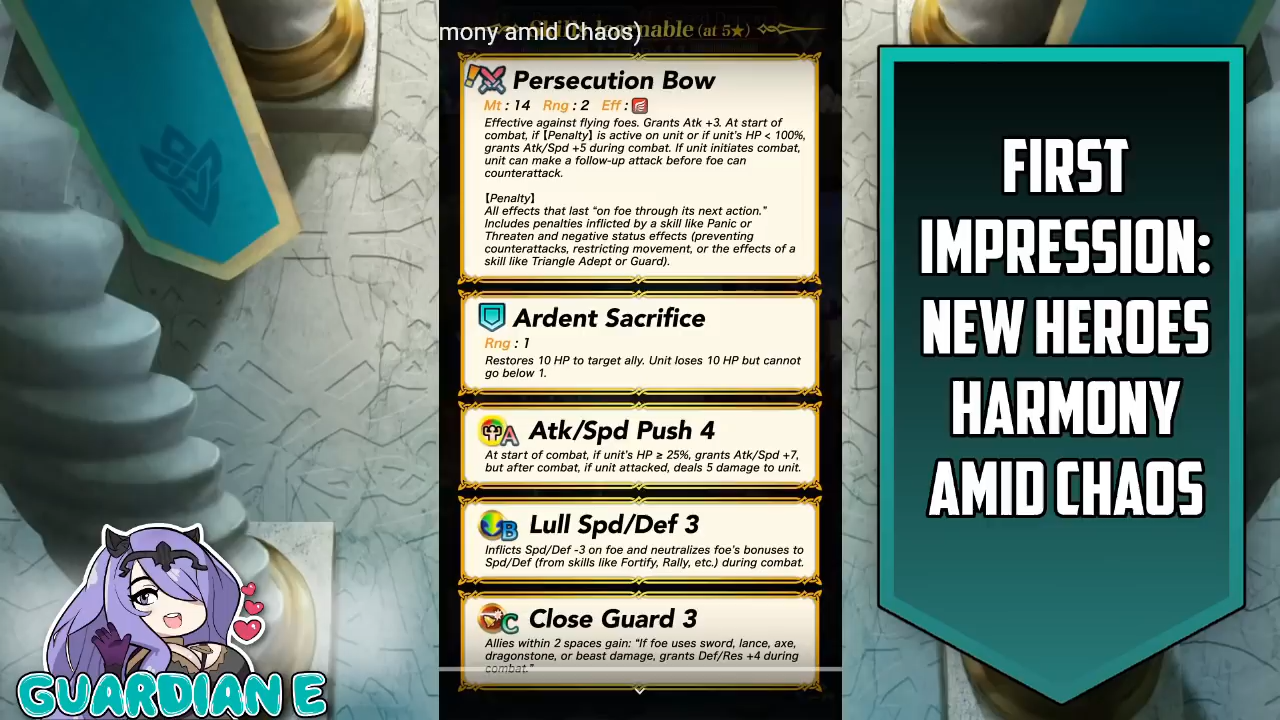 Skills Learnable (at 5★)
mony amid Chaos)
Persecution Bow
Mt : 14 Rng : 2 Eff :
Effective against flying foes. Grants Atk +3. At start of
combat, if【Penalty】is active on unit or if unit's HP < 100%,
grants Atk/Spd +5 during combat. If unit initiates combat,
unit can make a follow-up attack before foe can
counterattack.
【Penalty】
All effects that last "on foe through its next action."
Includes penalties inflicted by a skill like Panic or
Threaten and negative status effects (preventing
counterattacks, restricting movement, or the effects of a
skill like Triangle Adept or Guard).
Ardent Sacrifice
Rng : 1
Restores 10 HP to target ally. Unit loses 10 HP but cannot
go below 1.
A
Atk/Spd Push 4
At start of combat, if unit's HP ≥ 25%, grants Atk/Spd +7,
but after combat, if unit attacked, deals 5 damage to unit.
B
Lull Spd/Def 3
Inflicts Spd/Def -3 on foe and neutralizes foe's bonuses to
Spd/Def (from skills like Fortify, Rally, etc.) during combat.
C
Close Guard 3
Allies within 2 spaces gain: "If foe uses sword, lance, axe,
dragonstone, or beast damage, grants Def/Res +4 during
combat."
FIRST
IMPRESSION:
NEW HEROES
HARMONY
AMID CHAOS
GUARDIAN E